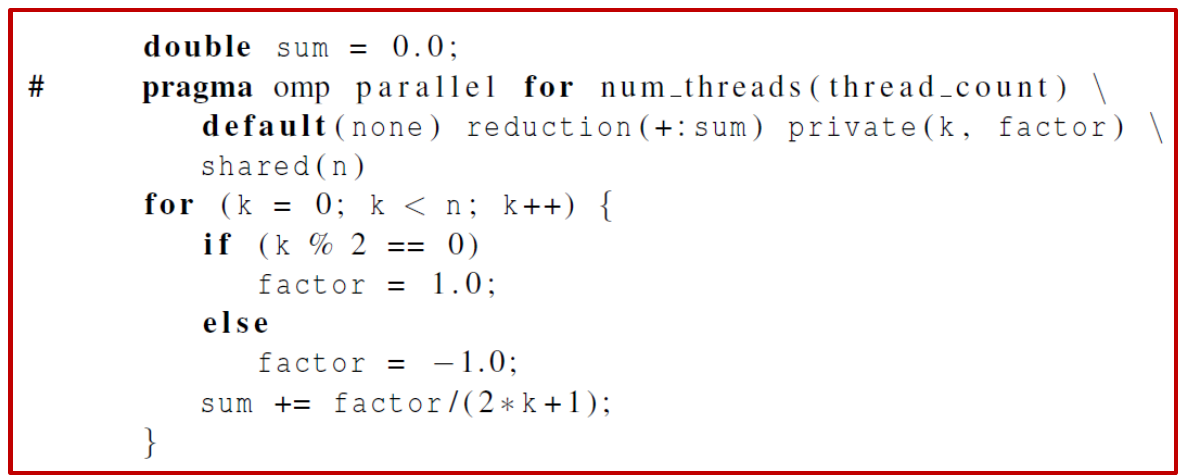 double sum = 0.0;
# pragma omp parallel for num_threads(thread_count) \
default(none) reduction(+:sum) private(k, factor) \
shared(n)
for (k = 0; k < n; k++) {
if (k % 2 == 0)
factor = 1.0;
else
factor = −1.0;
sum += factor/(2*k+1);
}